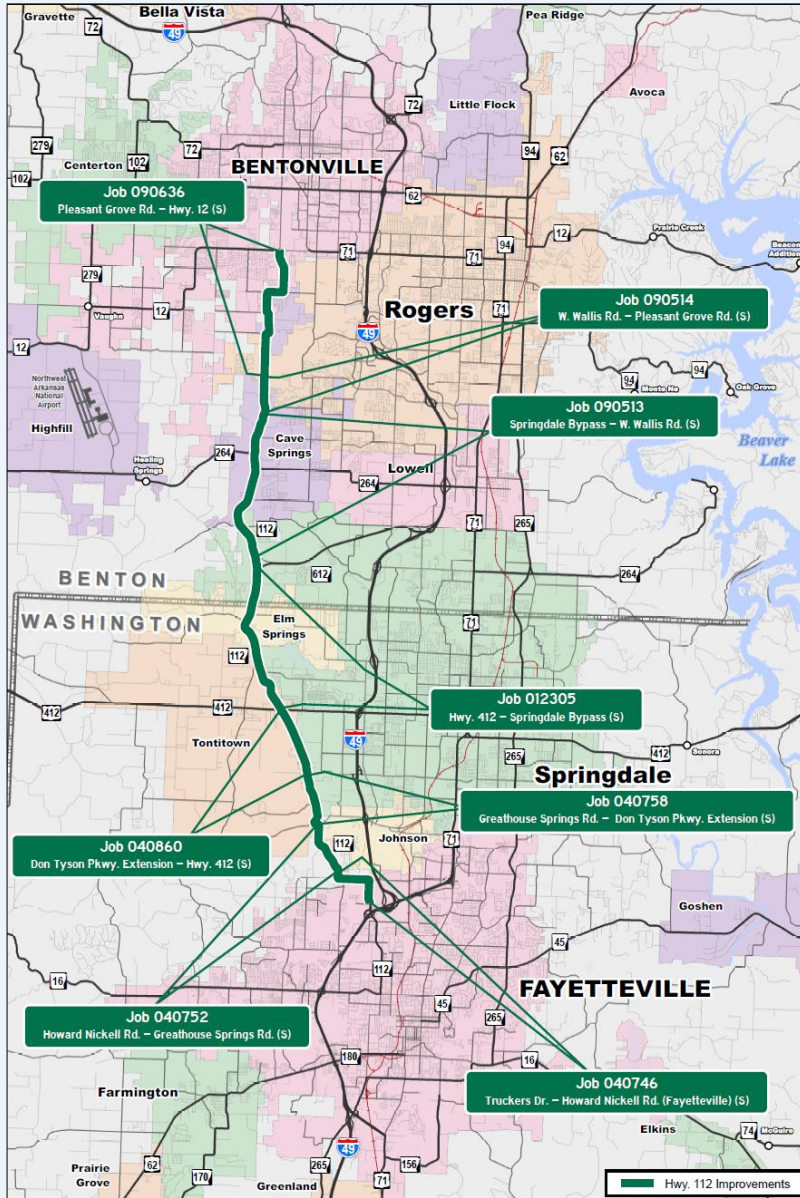 Gravette
Bella Vista
49
72
72
Pea Ridge
Avoca
Little Flock
72
94
62
279
Centerton
102
72
102
BENTONVILLE
62
Job 090636
Pleasant Grove Rd. – Hwy. 12 (S)
94
12
Prairie Creek
Beacon
Addition
71
71
279
Vaughn
12
Rogers
71
49
Job 090514
W. Wallis Rd. – Pleasant Grove Rd. (S)
12
Northwest
Arkansas
National
Airport
94
94
Monte Ne
Oak Grove
Job 090513
Springdale Bypass – W. Wallis Rd. (S)
Highfill
Cave
Springs
Beaver
Lake
264
Healing
Springs
Lowell
264
112
71
265
BENTON
612
264
WASHINGTON
Elm
Springs
71
112
412
412
Job 012305
Hwy. 412 – Springdale Bypass (S)
49
Tontitown
265
412
Sonora
Springdale
Job 040758
Greathouse Springs Rd. – Don Tyson Pkwy. Extension (S)
Job 040860
Don Tyson Pkwy. Extension – Hwy. 412 (S)
112
Johnson
71
Goshen
45
16
112
FAYETTEVILLE
45
265
Job 040752
Howard Nickell Rd. – Greathouse Springs Rd. (S)
180
16
Job 040746
Truckers Dr. – Howard Nickell Rd. (Fayetteville) (S)
Farmington
Elkins
74
McGuire
49
62
Prairie
Grove
170
265
156
Greenland
71
Hwy. 112 Improvements